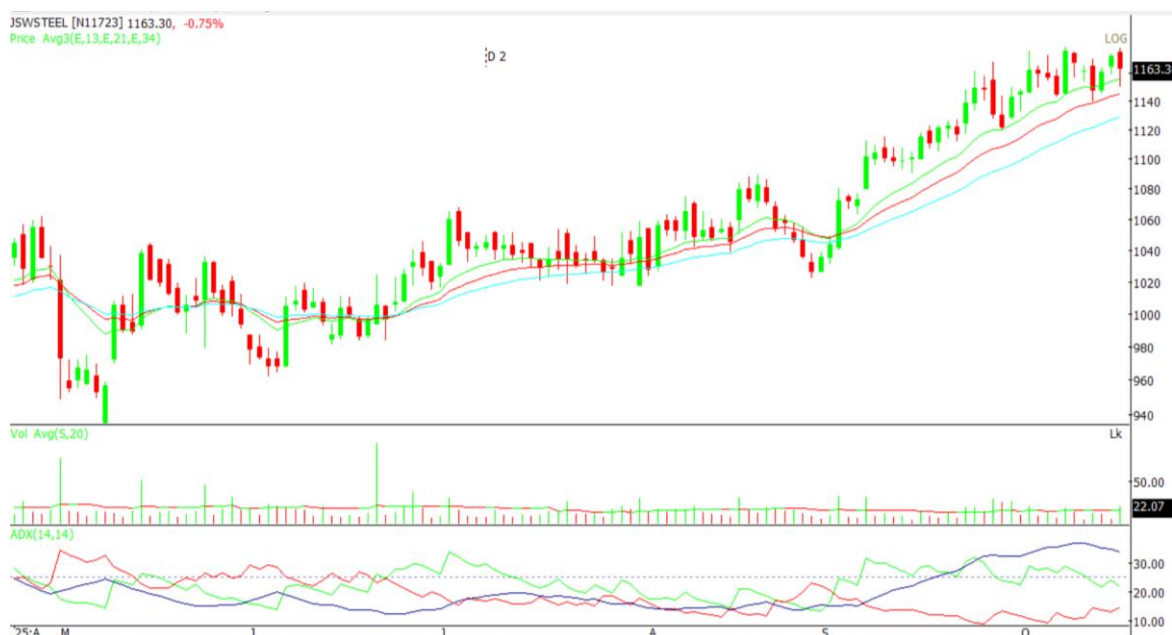 JSWSTEEL [N11723] 1163.30, -0.75%
Price Avg3(E,13,E,21,E,34)
LOG
D 2
1163.3
1140
1120
1100
1080
1060
1040
1020
1000
980
960
940
Vol Avg(S,20)
Lk
50.00
22.07
ADX(14,14)
30.00
20.00
10.00
25:A M J J A S O